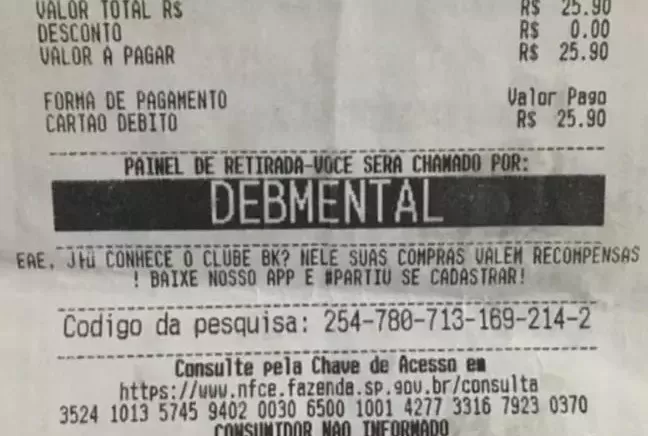 VALOR TOTAL R$ R$ 25.90
DESCONTO R$ 0.00
VALOR A PAGAR R$ 25.90
FORMA DE PAGAMENTO Valor Pago
CARTAO DEBITO R$ 25.90
PAINEL DE RETIRADA-VOCE SERA CHAMADO POR:
DEBMENTAL
EAE, CONHECE O CLUBE BK? NELE SUAS COMPRAS VALEM RECOMPENSAS
! BAIXE NOSSO APP E #PARTIU SE CADASTRAR!
Codigo da pesquisa: 254-780-713-169-214-2
Consulte pela Chave de Acesso em
https://www.nfce.fazenda.sp.gov.br/consulta
3524 1013 5745 9402 0030 6500 1001 4277 3316 7923 0370
CONSUMIDOR NAO INFORMADO